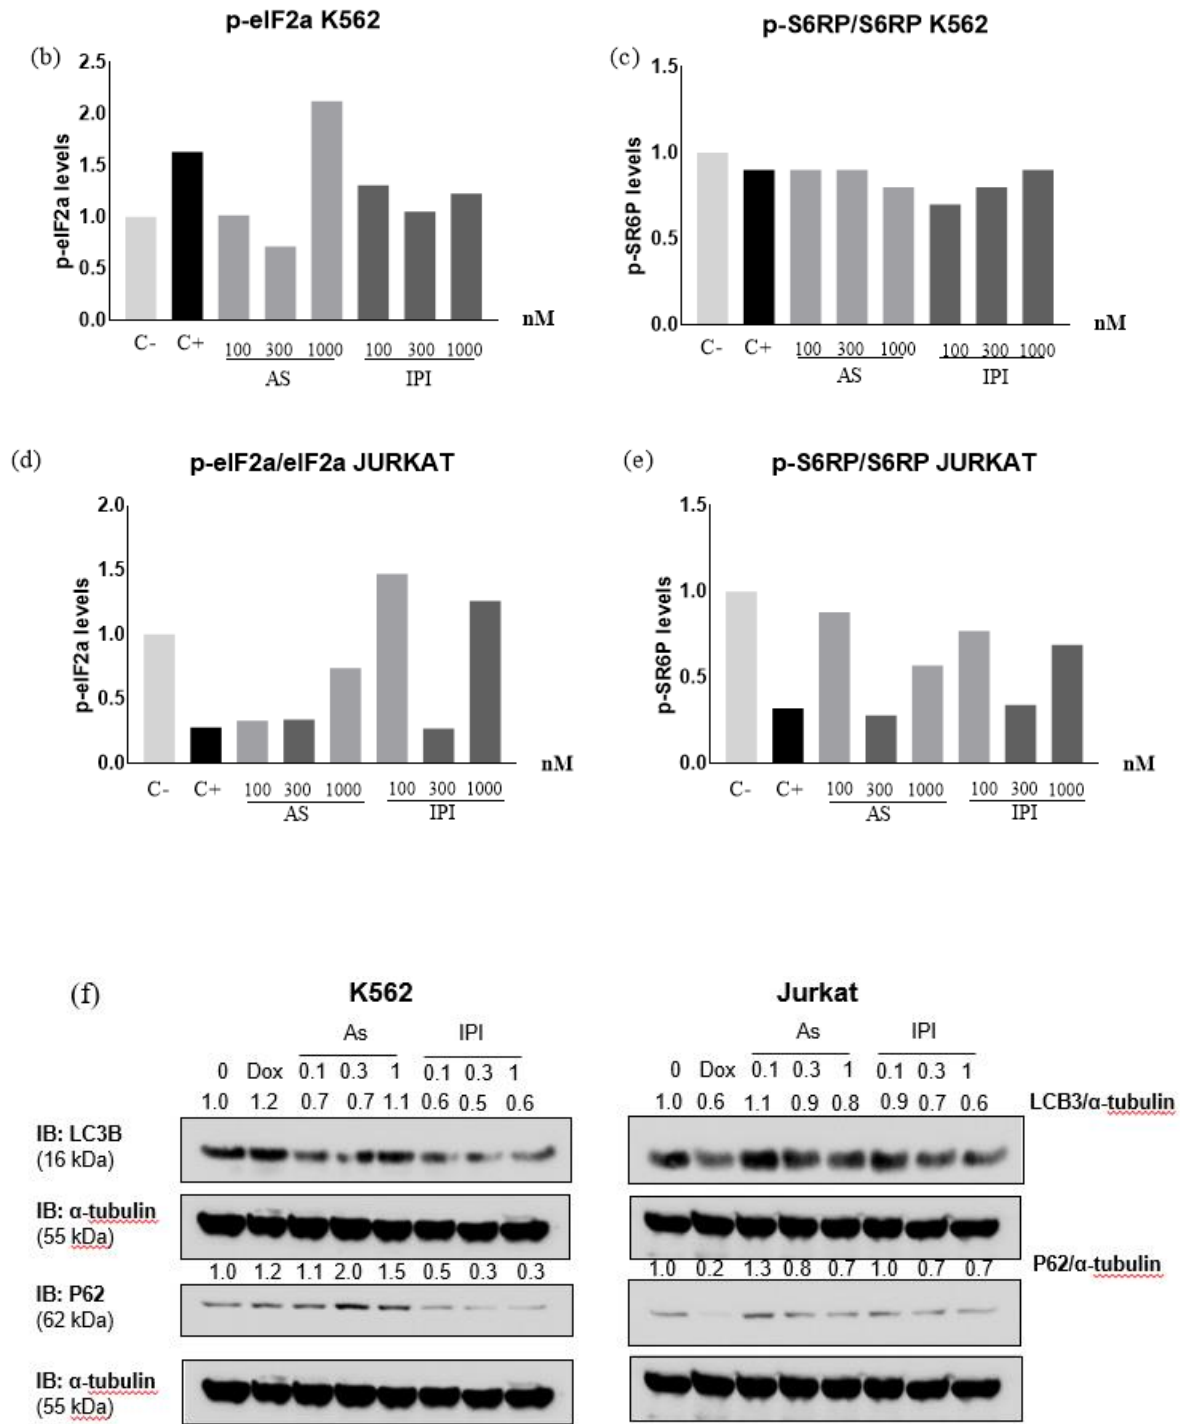 p-eIF2a K562
(b)
2.5
2.0
1.5
1.0
0.5
0.0
p-eIF2a levels
C- C+ 100 300 1000 100 300 1000 nM
AS IPI
p-S6RP/S6RP K562
(c)
1.5
1.0
0.5
0.0
p-SR6P levels
C- C+ 100 300 1000 100 300 1000 nM
AS IPI
(d)
p-eIF2a/eIF2a JURKAT
2.0
1.5
1.0
0.5
0.0
p-eIF2a levels
C- C+ 100 300 1000 100 300 1000 nM
AS IPI
(e)
p-S6RP/S6RP JURKAT
1.5
1.0
0.5
0.0
p-SR6P levels
C- C+ 100 300 1000 100 300 1000 nM
AS IPI
(f)
K562 Jurkat
As IPI As IPI
0 Dox 0.1 0.3 1 0.1 0.3 1 0 Dox 0.1 0.3 1 0.1 0.3 1
1.0 1.2 0.7 0.7 1.1 0.6 0.5 0.6 1.0 0.6 1.1 0.9 0.8 0.9 0.7 0.6 LCB3/α-tubulin
IB: LC3B
(16 kDa)
IB: α-tubulin
(55 kDa)
1.0 1.2 1.1 2.0 1.5 0.5 0.3 0.3 1.0 0.2 1.3 0.8 0.7 1.0 0.7 0.7 P62/α-tubulin
IB: P62
(62 kDa)
IB: α-tubulin
(55 kDa)